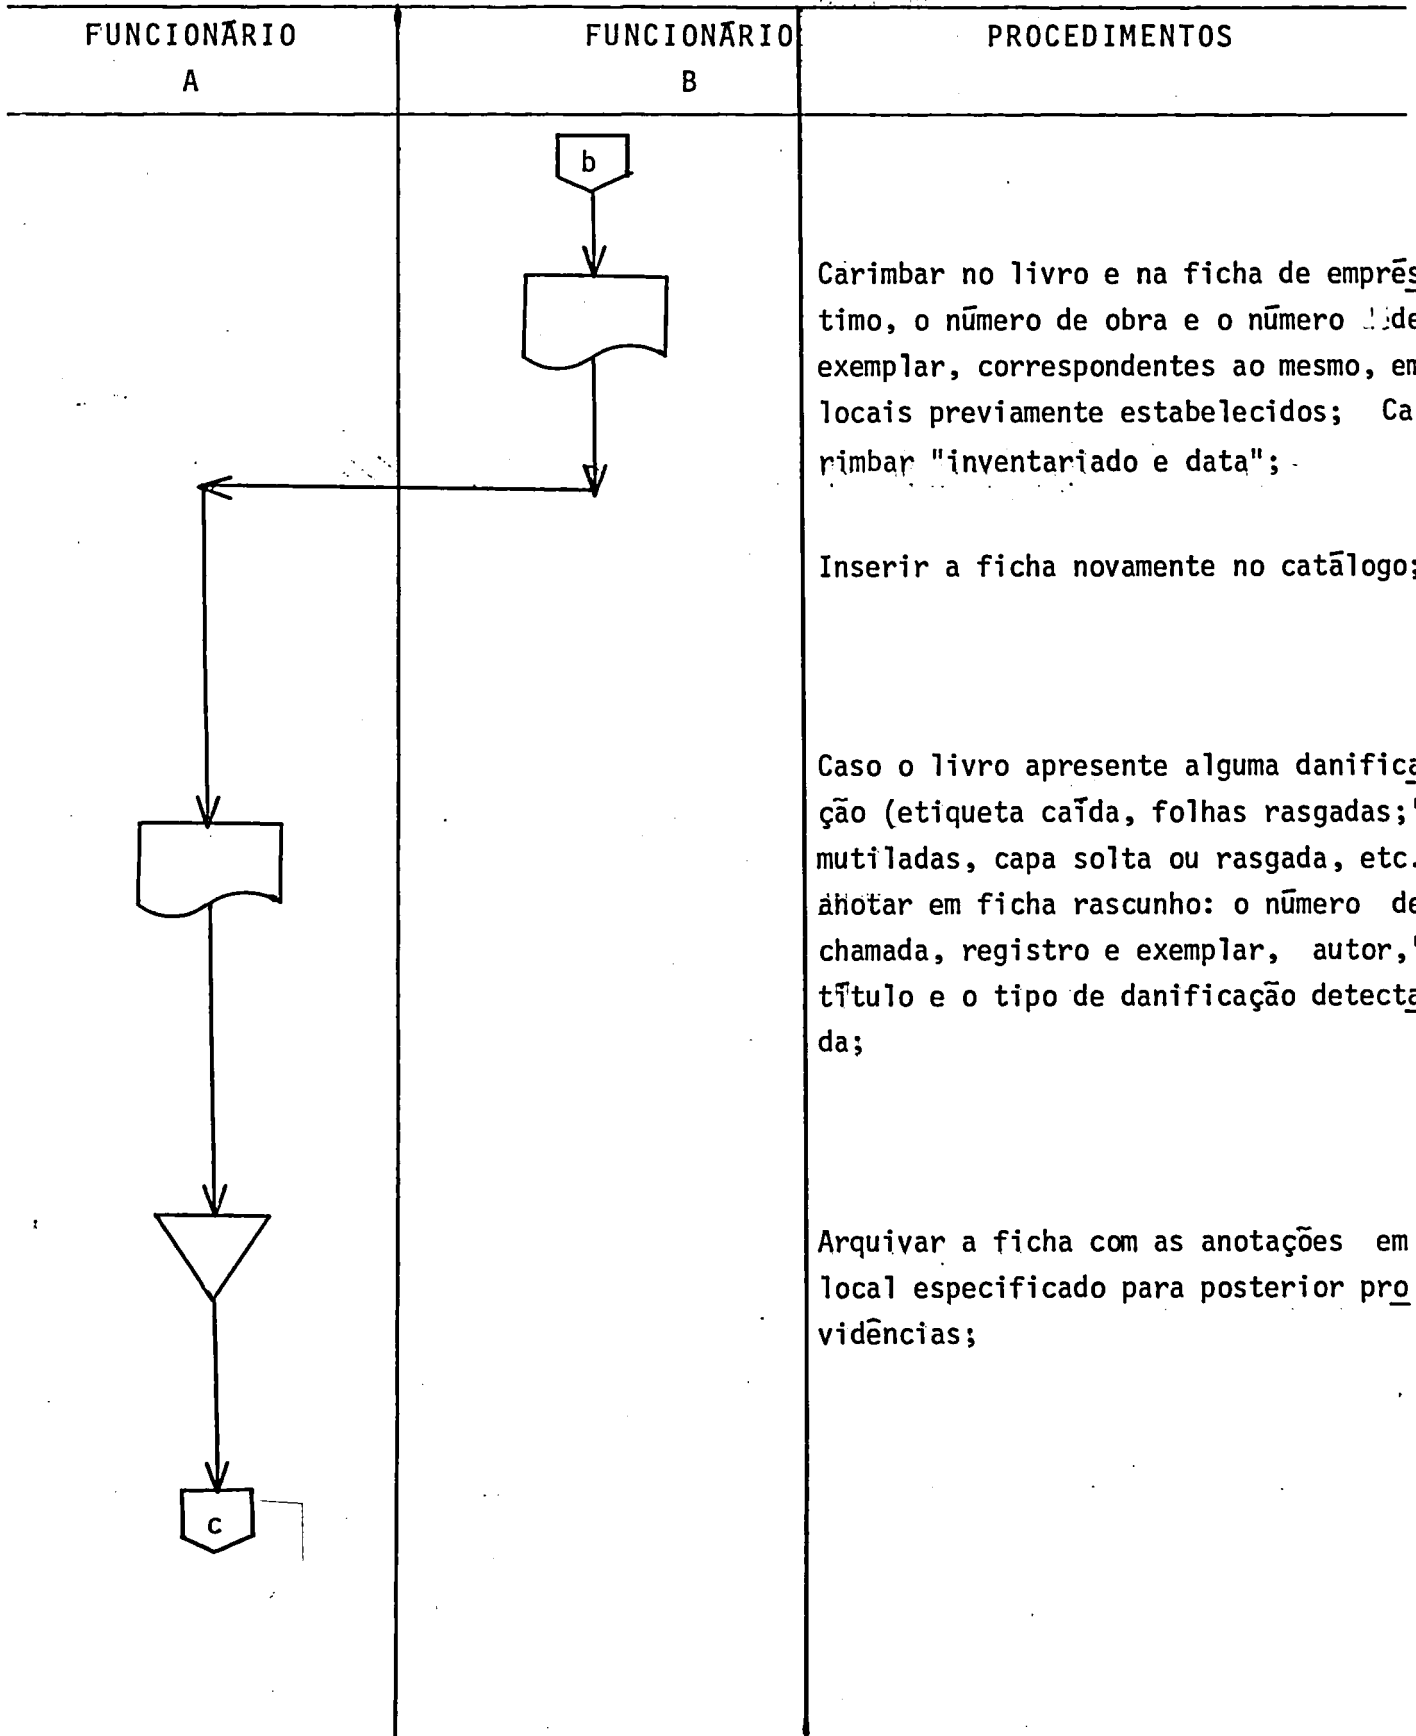 FUNCIONÁRIO
A
FUNCIONÁRIO
B
PROCEDIMENTOS
b
Carimbar no livro e na ficha de emprés
timo, o número de obra e o número de
exemplar, correspondentes ao mesmo, em
locais previamente estabelecidos; Ca
rimbar "inventariado e data";
Inserir a ficha novamente no catálogo;
Caso o livro apresente alguma danifica
ção (etiqueta caída, folhas rasgadas;'
mutiladas, capa solta ou rasgada, etc.
anotar em ficha rascunho: o número de
chamada, registro e exemplar, autor,'
título e o tipo de danificação detecta
da;
Arquivar a ficha com as anotações em
local especificado para posterior pro
vidências;
c